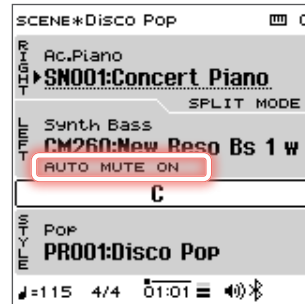 SCENE*Disco Pop
RIGHT
Ac.Piano
SN001:Concert Piano
SPLIT MODE
LEFT
Synth Bass
CM260:New Reso Bs 1 w
AUTO MUTE ON
C
STYLE
Pop
PR001:Disco Pop
♩=115 4/4 01:01